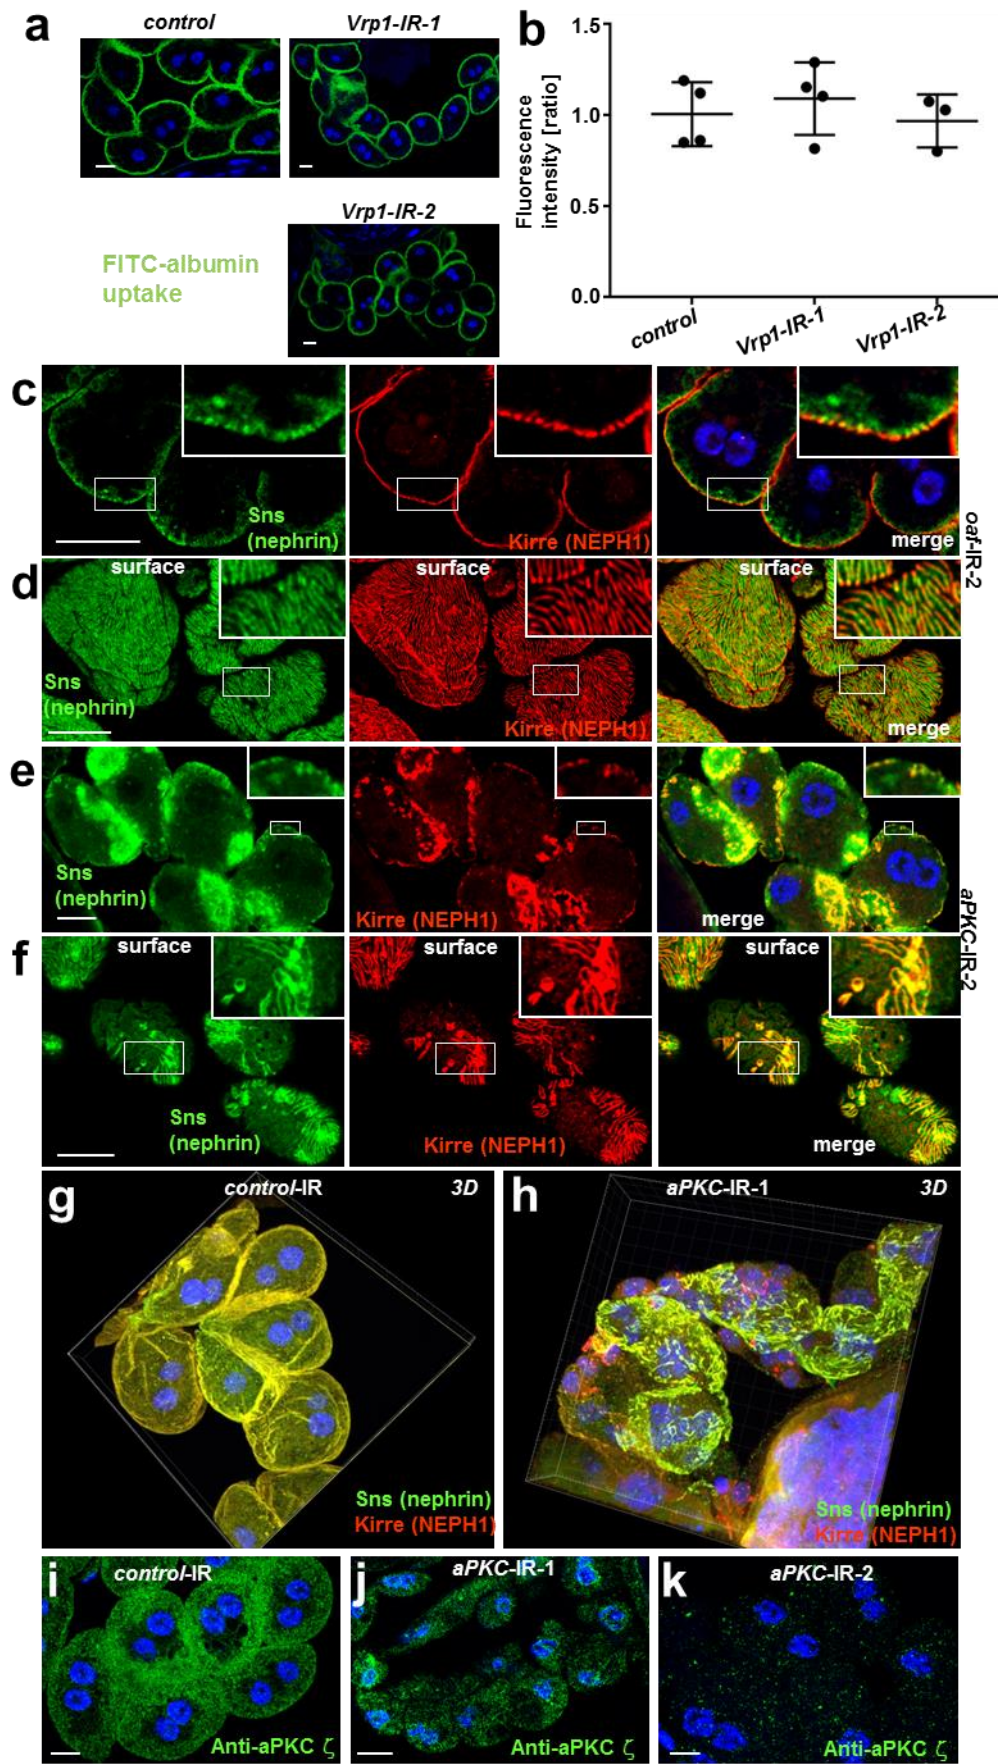 a
control
Vrp1-IR-1
Vrp1-IR-2
FITC-albumin
uptake
b
Fluorescence
intensity [ratio]
1.5
1.0
0.5
0.0
control
Vrp1-IR-1
Vrp1-IR-2
c
Sns
(nephrin)
Kirre (NEPH1)
merge
oaf-IR-2
d
surface
surface
surface
Sns
(nephrin)
Kirre (NEPH1)
merge
e
Sns
(nephrin)
Kirre (NEPH1)
merge
aPKC-IR-2
f
surface
surface
surface
Sns
(nephrin)
Kirre (NEPH1)
merge
g
control-IR
3D
Sns (nephrin)
Kirre (NEPH1)
h
aPKC-IR-1
3D
Sns (nephrin)
Kirre (NEPH1)
i
control-IR
Anti-aPKC ζ
j
aPKC-IR-1
Anti-aPKC ζ
k
aPKC-IR-2
Anti-aPKC ζ